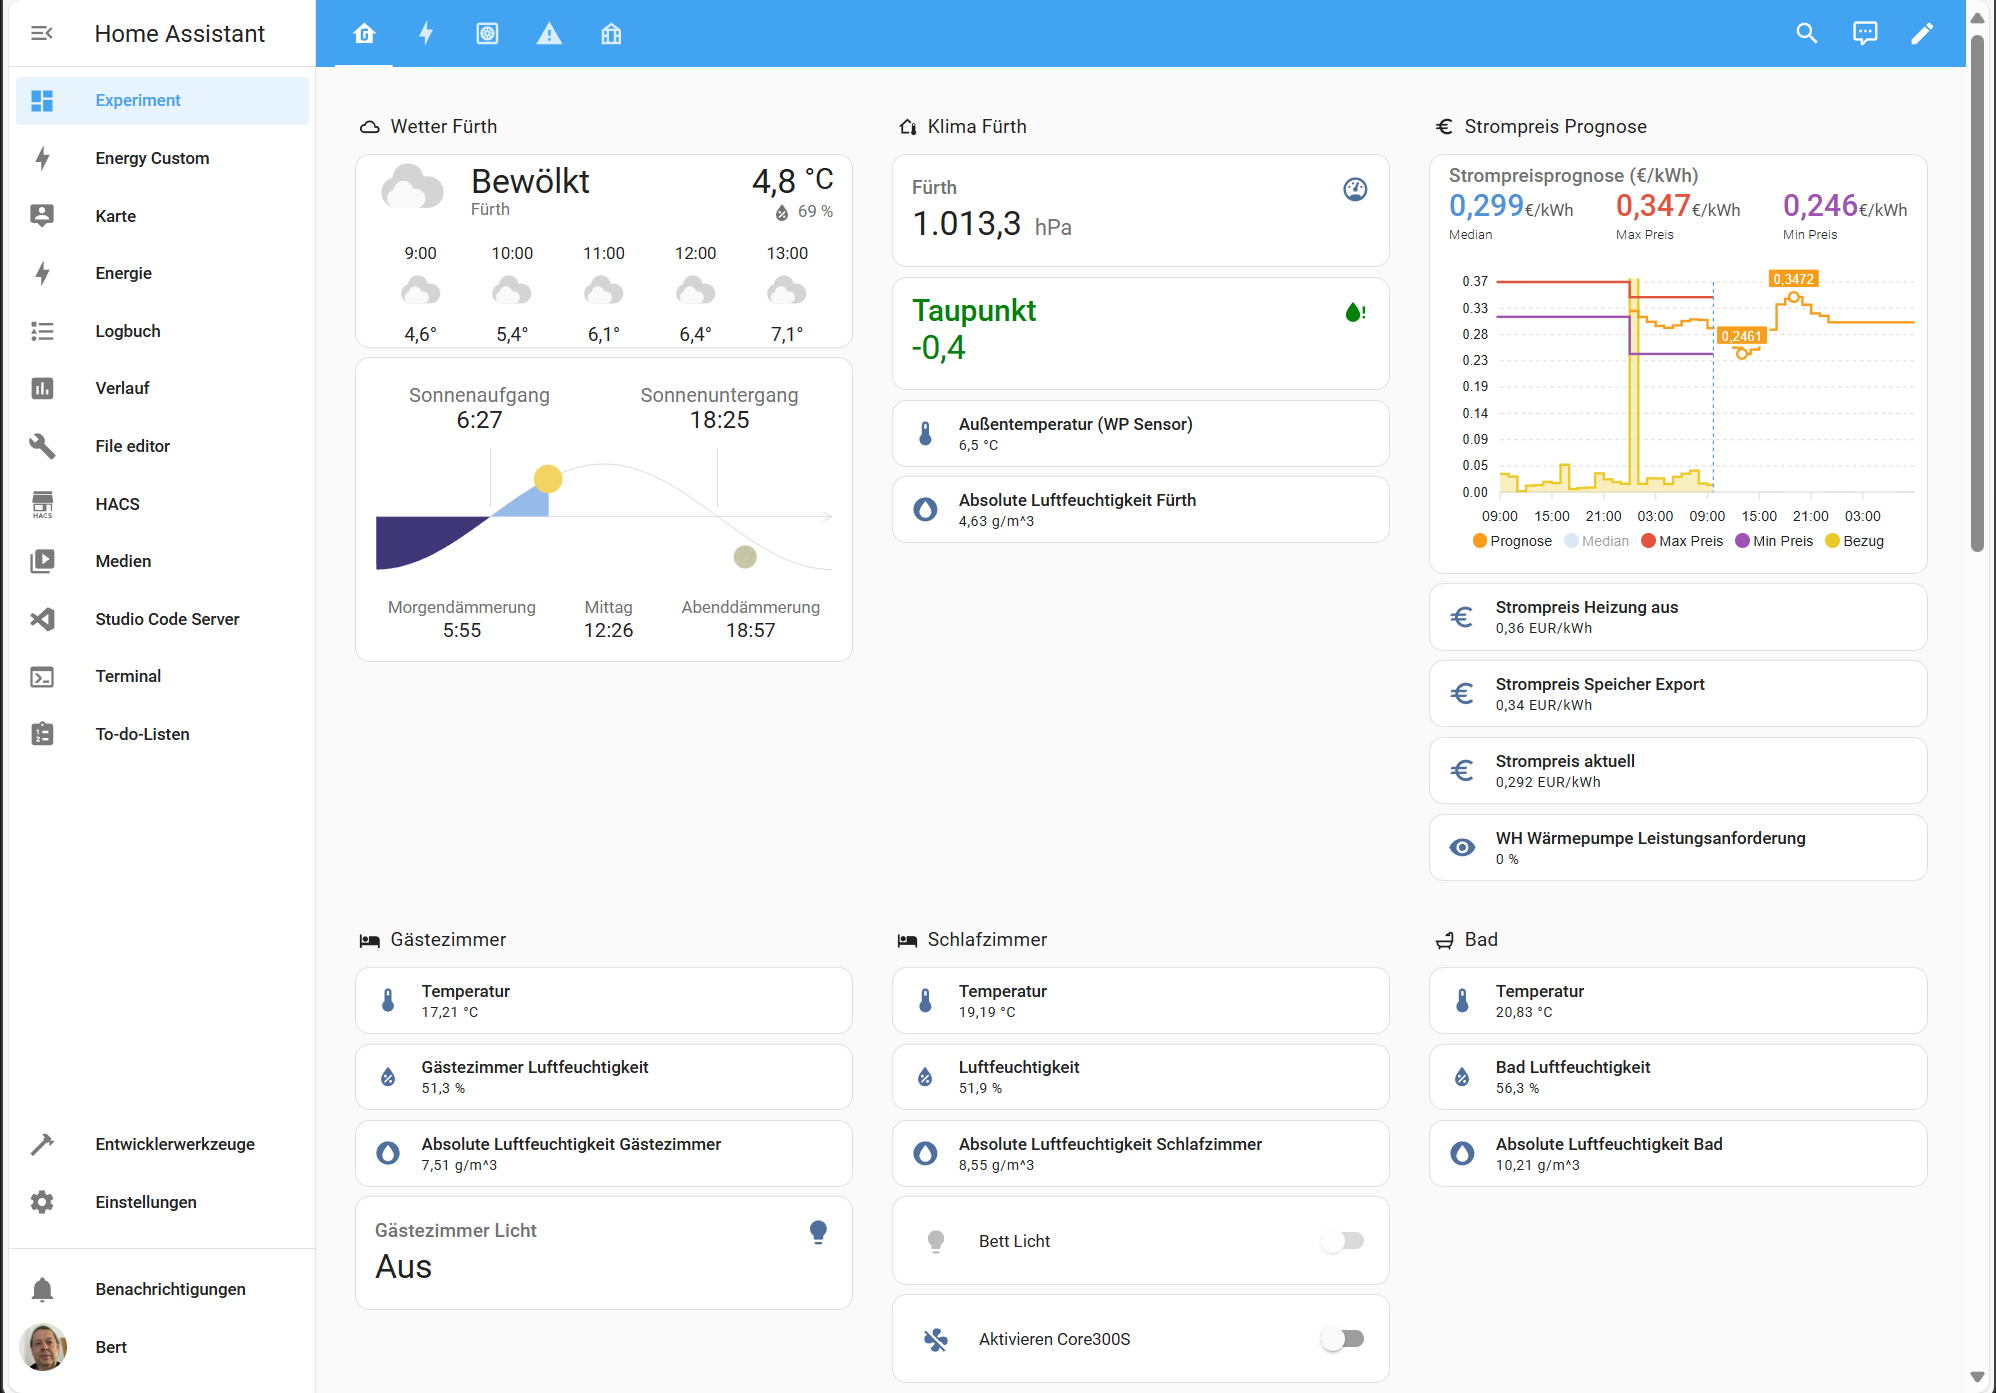 Home Assistant
Experiment
Energy Custom
Karte
Energie
Logbuch
Verlauf
File editor
HACS
HACS
Medien
Studio Code Server
Terminal
To-do-Listen
Entwicklerwerkzeuge
Einstellungen
Benachrichtigungen
Bert
Wetter Fürth
Bewölkt
Fürth
4,8 °C
69 %
9:00 10:00 11:00 12:00 13:00
4,6° 5,4° 6,1° 6,4° 7,1°
Sonnenaufgang Sonnenuntergang
6:27 18:25
Morgendämmerung Mittag Abenddämmerung
5:55 12:26 18:57
Klima Fürth
Fürth
1.013,3 hPa
Taupunkt
-0,4
Außentemperatur (WP Sensor)
6,5 °C
Absolute Luftfeuchtigkeit Fürth
4,63 g/m^3
Strompreis Prognose
Strompreisprognose (€/kWh)
0,299€/kWh 0,347€/kWh 0,246€/kWh
Median Max Preis Min Preis
0,3472
0,2461
0.37
0.33
0.28
0.23
0.19
0.14
0.09
0.05
0.00
09:00 15:00 21:00 03:00 09:00 15:00 21:00 03:00
Prognose Median Max Preis Min Preis Bezug
Strompreis Heizung aus
0,36 EUR/kWh
Strompreis Speicher Export
0,34 EUR/kWh
Strompreis aktuell
0,292 EUR/kWh
WH Wärmepumpe Leistungsanforderung
0 %
Gästezimmer
Temperatur
17,21 °C
Gästezimmer Luftfeuchtigkeit
51,3 %
Absolute Luftfeuchtigkeit Gästezimmer
7,51 g/m^3
Gästezimmer Licht
Aus
Schlafzimmer
Temperatur
19,19 °C
Luftfeuchtigkeit
51,9 %
Absolute Luftfeuchtigkeit Schlafzimmer
8,55 g/m^3
Bett Licht
Aktivieren Core300S
Bad
Temperatur
20,83 °C
Bad Luftfeuchtigkeit
56,3 %
Absolute Luftfeuchtigkeit Bad
10,21 g/m^3